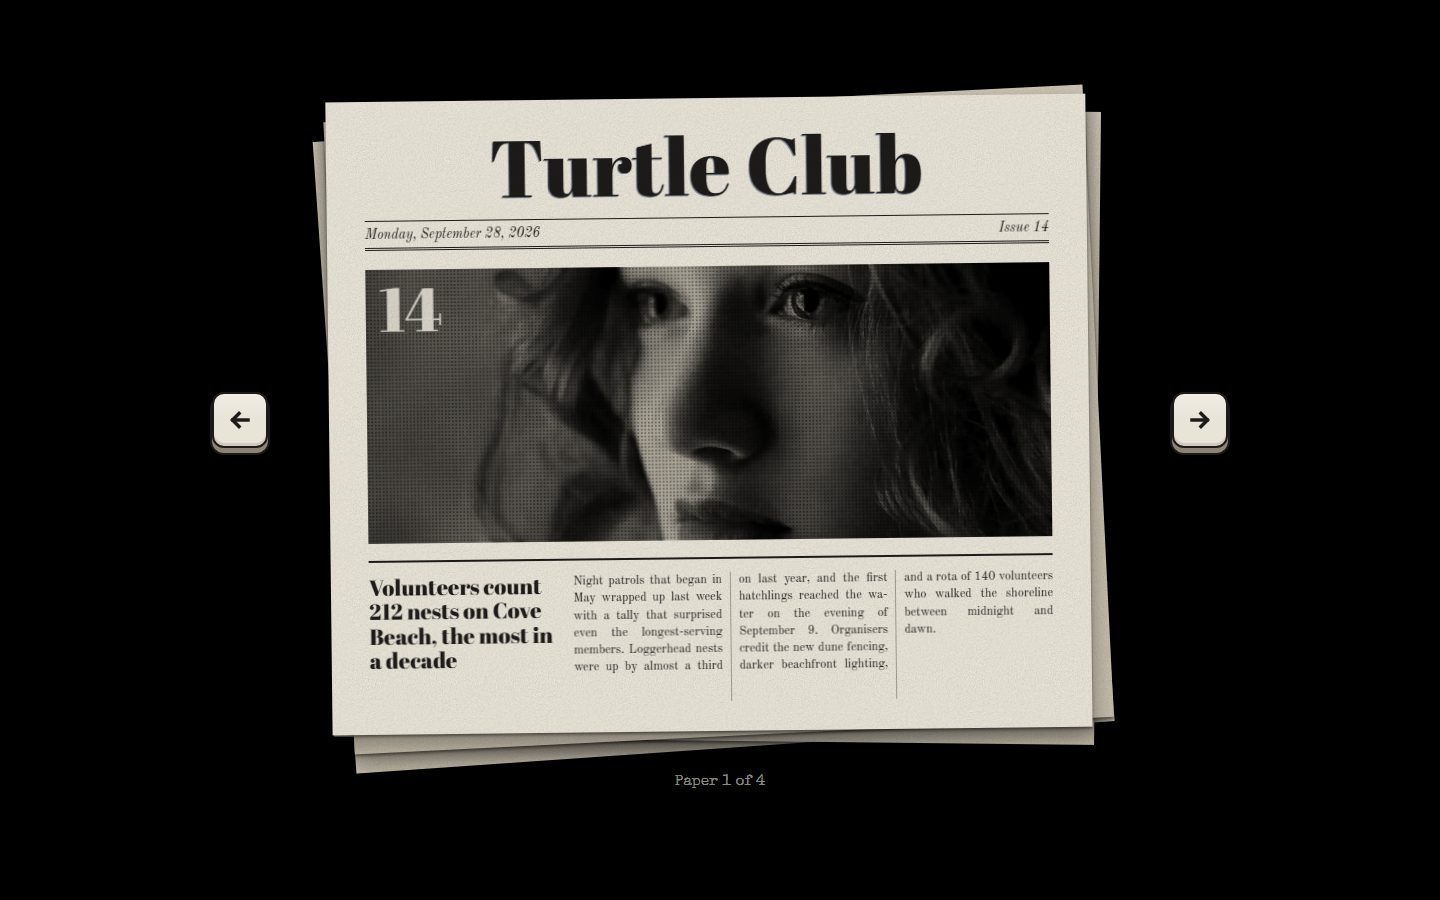 Turtle Club
Monday, September 28, 2026
Issue 14
14
Volunteers count
212 nests on Cove
Beach, the most in
a decade
Night patrols that began in
May wrapped up last week
with a tally that surprised
even the longest-serving
members. Loggerhead nests
were up by almost a third
on last year, and the first
hatchlings reached the wa-
ter on the evening of
September 9. Organisers
credit the new dune fencing,
darker beachfront lighting,
and a rota of 140 volunteers
who walked the shoreline
between midnight and
dawn.
Paper 1 of 4